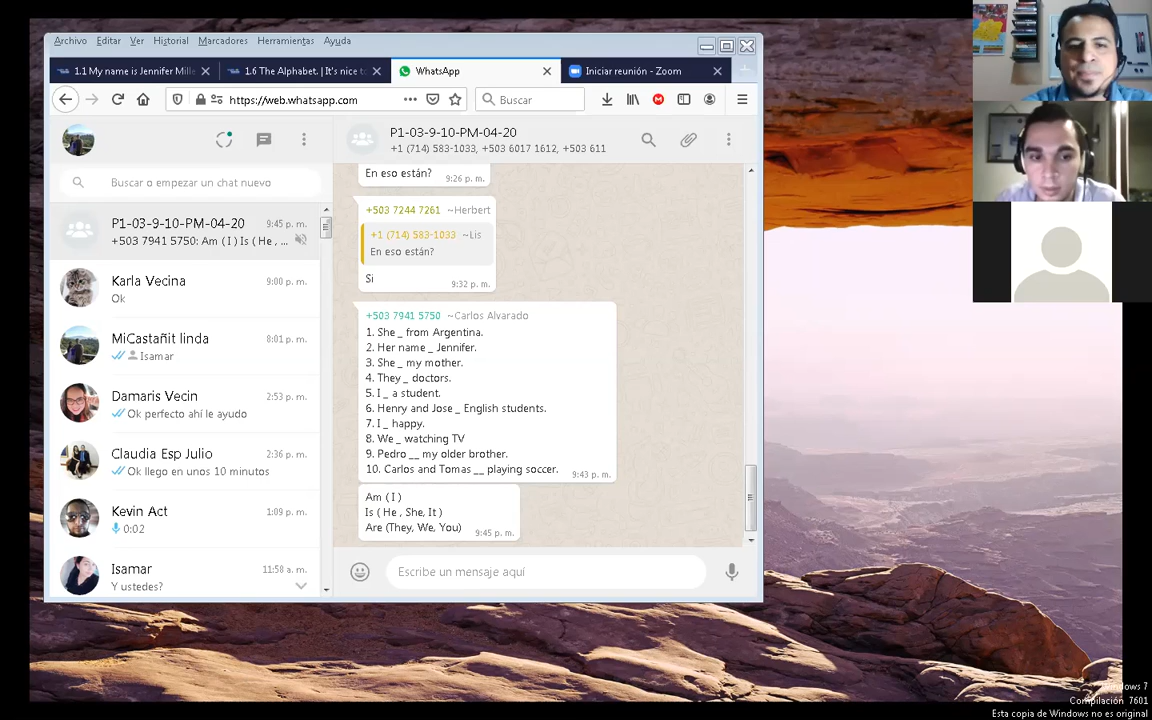 Archivo Editar Ver Historial Marcadores Herramientas Ayuda
1.1 My name is Jennifer Mille
1.6 The Alphabet. | It's nice to
WhatsApp
Iniciar reunión - Zoom
https://web.whatsapp.com
Buscar
P1-03-9-10-PM-04-20
+1 (714) 583-1033, +503 6017 1612, +503 611
Buscar o empezar un chat nuevo
P1-03-9-10-PM-04-20 9:45 p. m.
+503 7941 5750: Am ( I ) Is ( He , ...
Karla Vecina 9:00 p. m.
Ok
MiCastañit linda 8:01 p. m.
Isamar
Damaris Vecin 2:53 p. m.
Ok perfecto ahí le ayudo
Claudia Esp Julio 2:36 p. m.
Ok llego en unos 10 minutos
Kevin Act 1:09 p. m.
0:02
Isamar 11:58 a. m.
Y ustedes?
En eso están?
9:26 p. m.
+503 7244 7261 ~Herbert
+1 (714) 583-1033 ~Lis
En eso están?
Si
9:32 p. m.
+503 7941 5750 ~Carlos Alvarado
1. She _ from Argentina.
2. Her name _ Jennifer.
3. She _ my mother.
4. They _ doctors.
5. I _ a student.
6. Henry and Jose _ English students.
7. I _ happy.
8. We _ watching TV
9. Pedro __ my older brother.
10. Carlos and Tomas __ playing soccer.
9:43 p. m.
Am ( I )
Is ( He , She, It )
Are (They, We, You)
9:45 p. m.
Escribe un mensaje aquí
Windows 7
Compilación 7601
Esta copia de Windows no es original